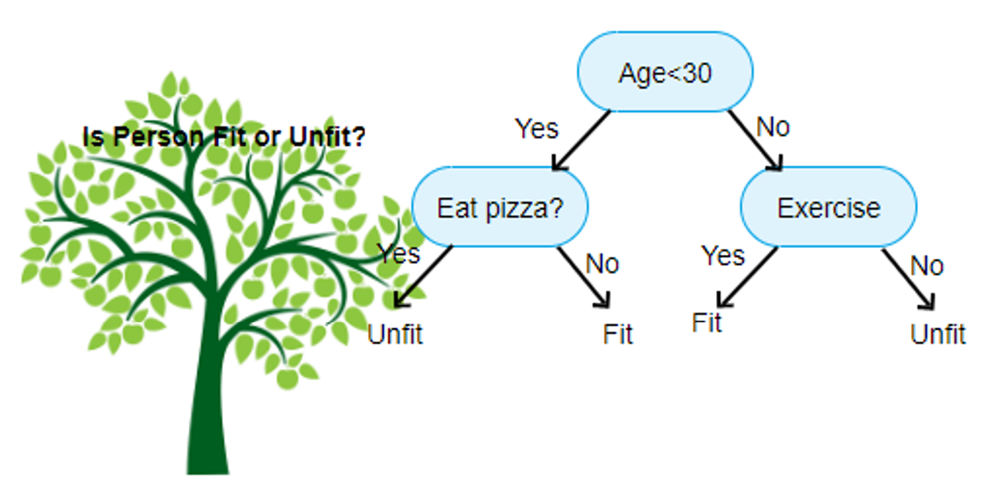 Is Person Fit or Unfit?
Age<30
Yes
No
Eat pizza?
Exercise
Yes
No
Yes
No
Unfit
Fit
Fit
Unfit